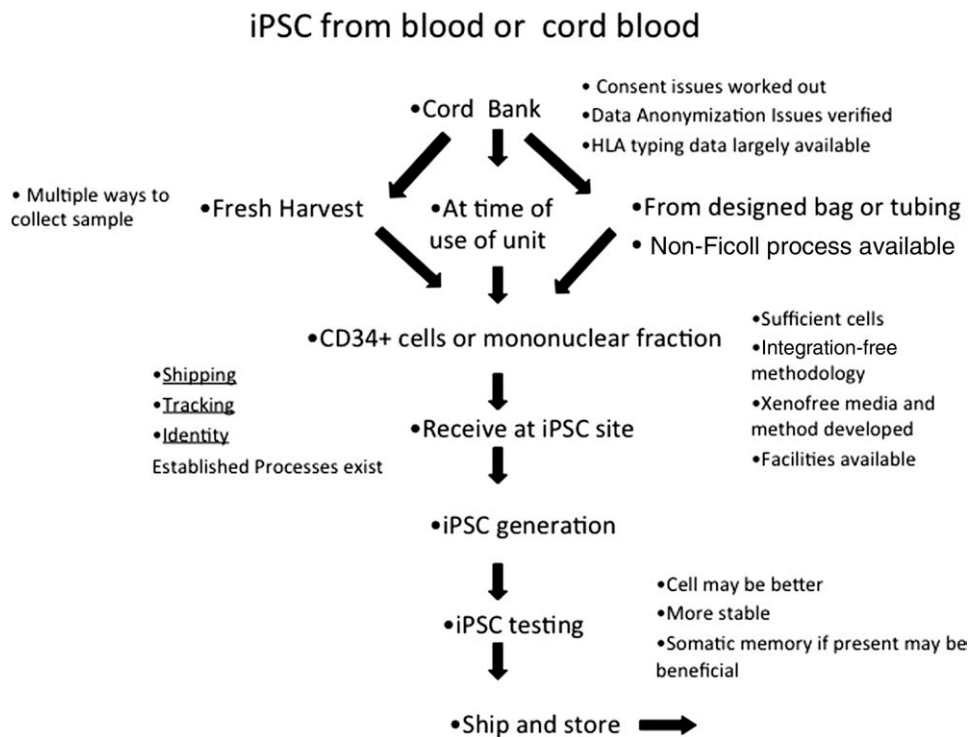 iPSC from blood or cord blood
•Cord Bank
• Consent issues worked out
•Data Anonymization Issues verified
•HLA typing data largely available
• Multiple ways to
collect sample
•Fresh Harvest
•At time of
use of unit
•From designed bag or tubing
• Non-Ficoll process available
•CD34+ cells or mononuclear fraction
•Sufficient cells
•Integration-free
methodology
•Xenofree media and
method developed
•Facilities available
•Shipping
•Tracking
•Identity
Established Processes exist
•Receive at iPSC site
•iPSC generation
•iPSC testing
•Cell may be better
•More stable
•Somatic memory if present may be
beneficial
•Ship and store